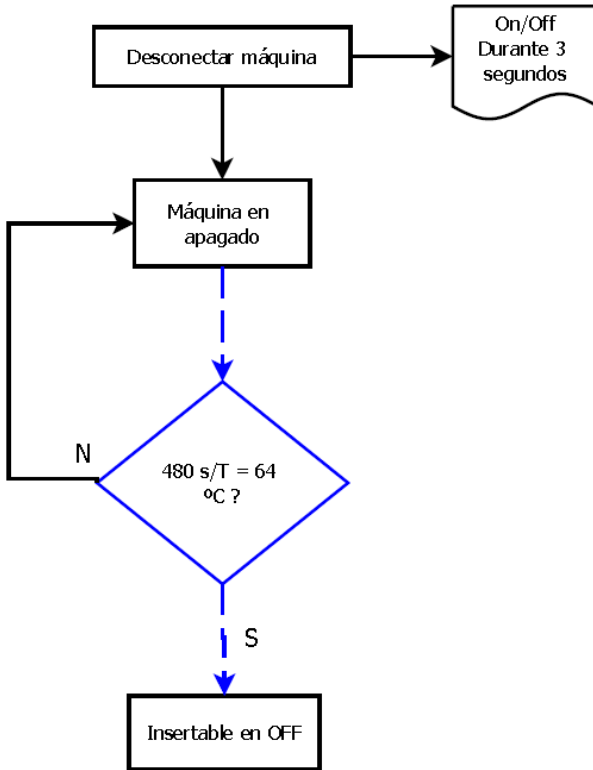 On/Off
Durante 3
segundos
Desconectar máquina
Máquina en
apagado
N
480 s/T = 64
ºC ?
S
Insertable en OFF